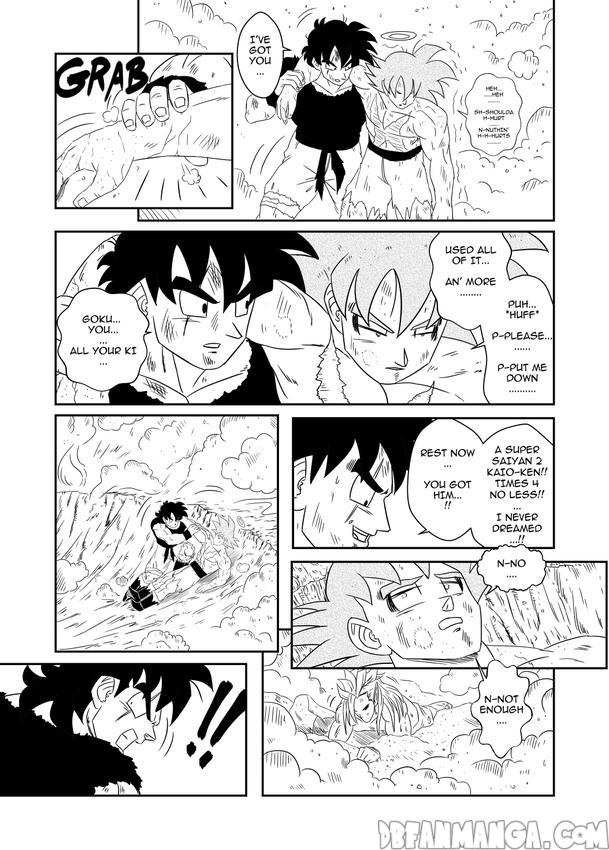 GRAB
I'VE
GOT
YOU
...
HEH...
......HEH
SH-SHOULDA
H-HURT
......
N-NUTHIN'
H-H-HURTS
GOKU...
YOU...
...
ALL YOUR KI
USED ALL
OF IT...
AN' MORE
........
PUH...
*HUFF*
P-PLEASE...
......
P-PUT ME
DOWN
..........
REST NOW
...
YOU GOT
HIM...
...!!
A SUPER
SAIYAN 2
KAIO-KEN!!
TIMES 4
NO LESS!!
...
I NEVER
DREAMED
...!!
N-NO
....
!!
N-NOT
ENOUGH
......
DBFANMANGA.COM